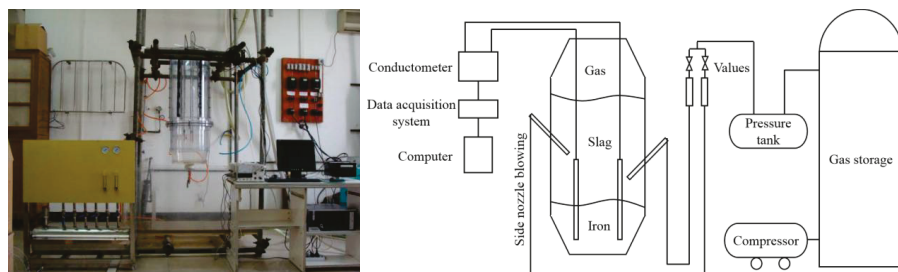 Conductometer
Data acquisition
system
Computer
Side nozzle blowing
Gas
Slag
Iron
Values
Pressure
tank
Compressor
Gas storage